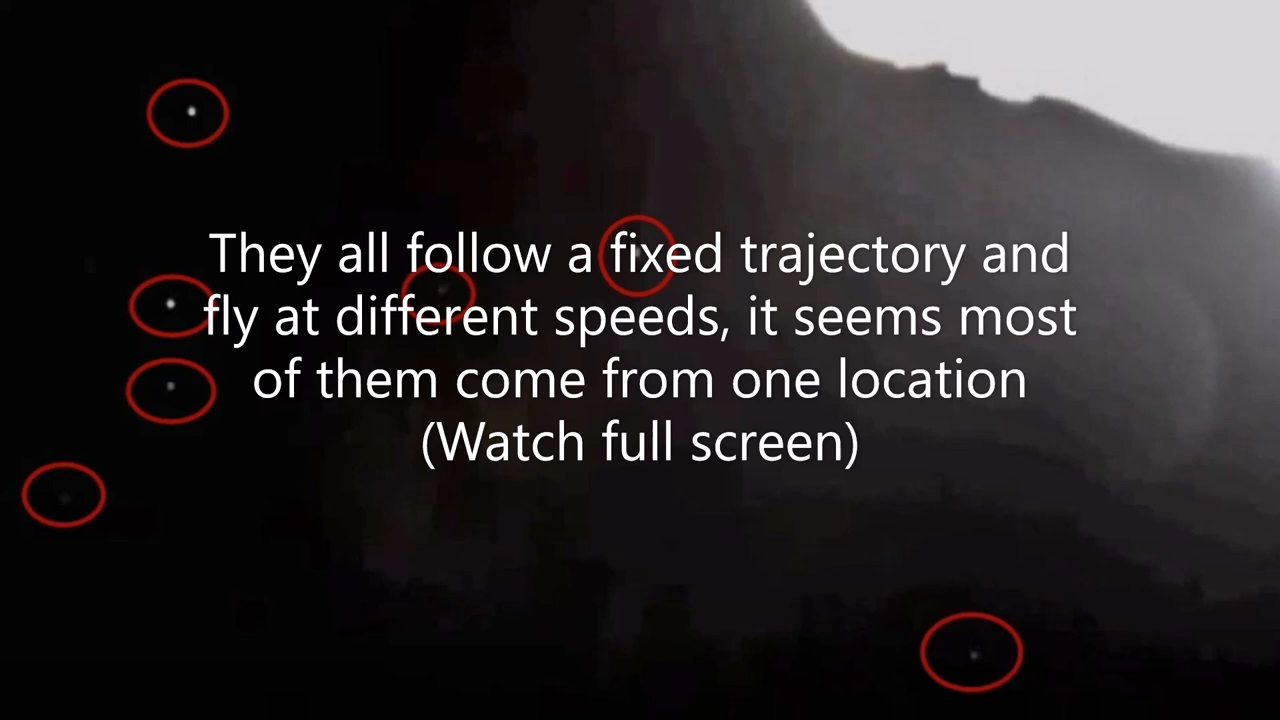 They all follow a fixed trajectory and
fly at different speeds, it seems most
of them come from one location
(Watch full screen)